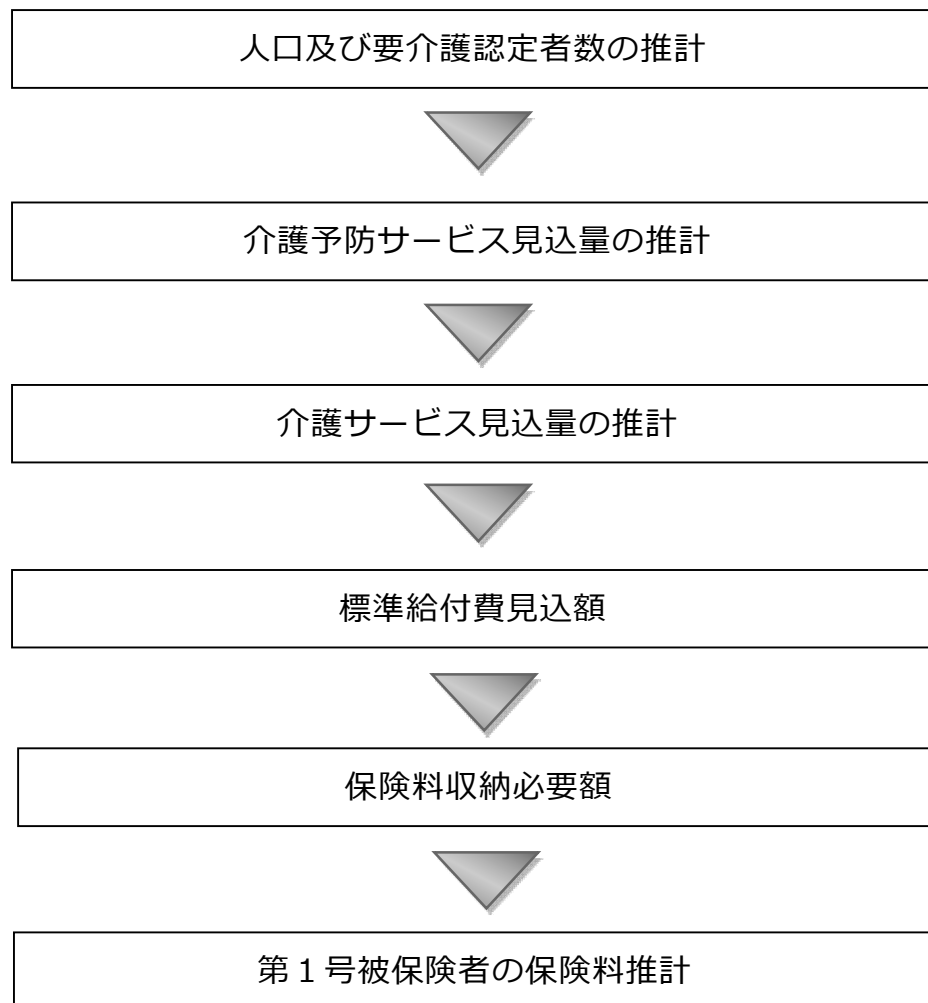 人口及び要介護認定者数の推計
介護予防サービス見込量の推計
介護サービス見込量の推計
標準給付費見込額
保険料収納必要額
第１号被保険者の保険料推計